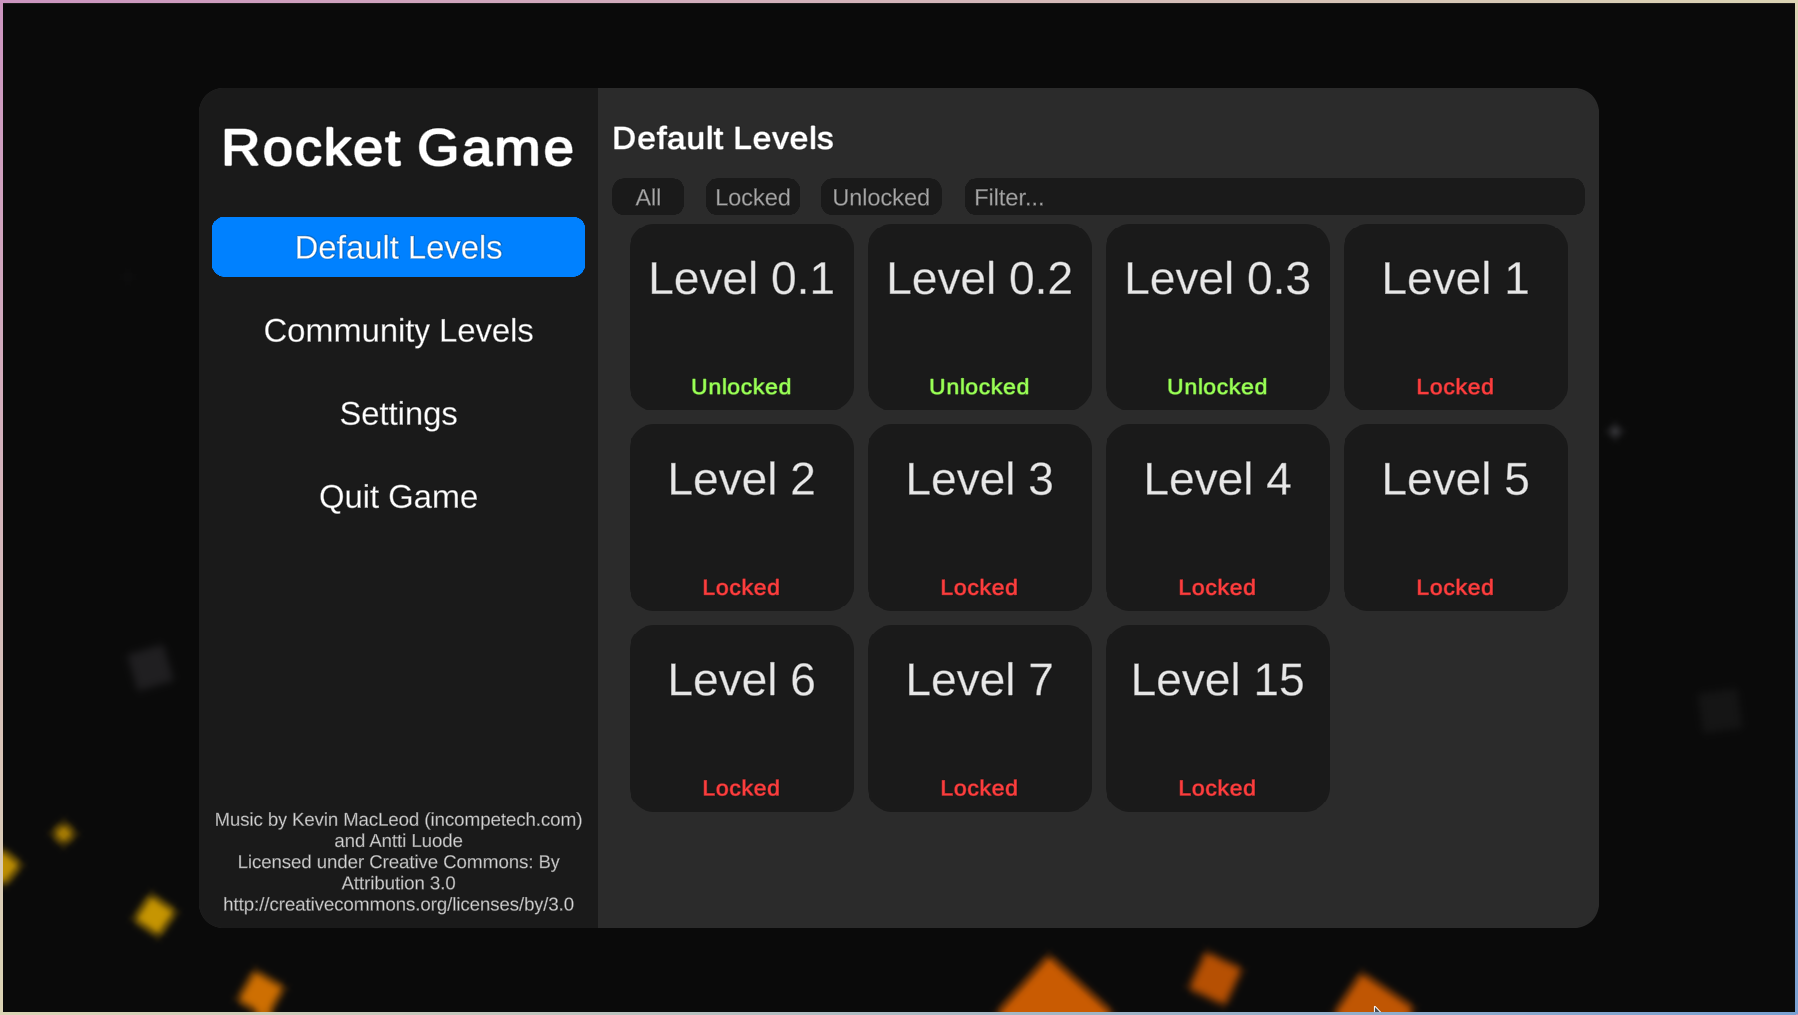 Rocket Game
Default Levels
Community Levels
Settings
Quit Game
Music by Kevin MacLeod (incompetech.com)
and Antti Luode
Licensed under Creative Commons: By
Attribution 3.0
http://creativecommons.org/licenses/by/3.0
Default Levels
All Locked Unlocked Filter...
Level 0.1 Level 0.2 Level 0.3 Level 1
Unlocked Unlocked Unlocked Locked
Level 2 Level 3 Level 4 Level 5
Locked Locked Locked Locked
Level 6 Level 7 Level 15
Locked Locked Locked